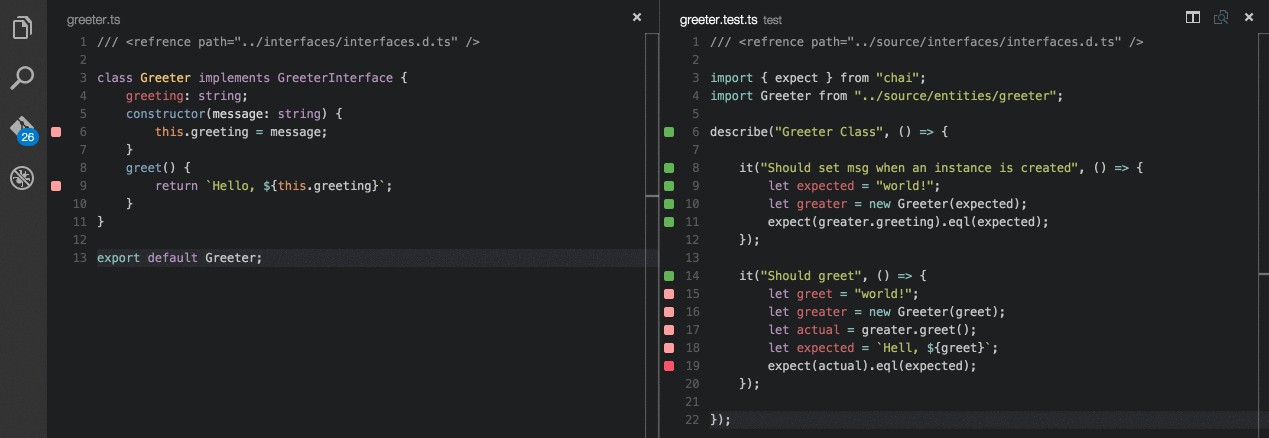 greeter.ts
1 /// <refrence path="../interfaces/interfaces.d.ts" />
2
3 class Greeter implements GreeterInterface {
4     greeting: string;
5     constructor(message: string) {
6         this.greeting = message;
7     }
8     greet() {
9         return `Hello, ${this.greeting}`;
10     }
11 }
12
13 export default Greeter;
26
greeter.test.ts test
1 /// <refrence path="../source/interfaces/interfaces.d.ts" />
2
3 import { expect } from "chai";
4 import Greeter from "../source/entities/greeter";
5
6 describe("Greeter Class", () => {
7
8     it("Should set msg when an instance is created", () => {
9         let expected = "world!";
10         let greater = new Greeter(expected);
11         expect(greater.greeting).eql(expected);
12     });
13
14     it("Should greet", () => {
15         let greet = "world!";
16         let greater = new Greeter(greet);
17         let actual = greater.greet();
18         let expected = `Hell, ${greet}`;
19         expect(actual).eql(expected);
20     });
21
22 });